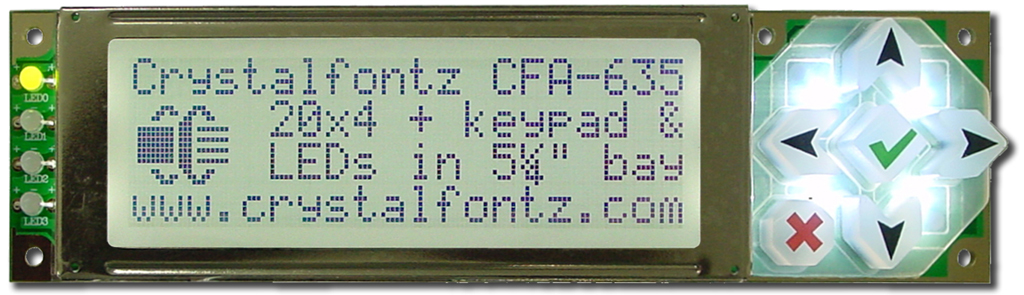 Crystalfontz CFA-635
20x4 + keypad &
LEDs in 5¼" bay
www.crystalfontz.com
LED0
LED1
LED2
LED3